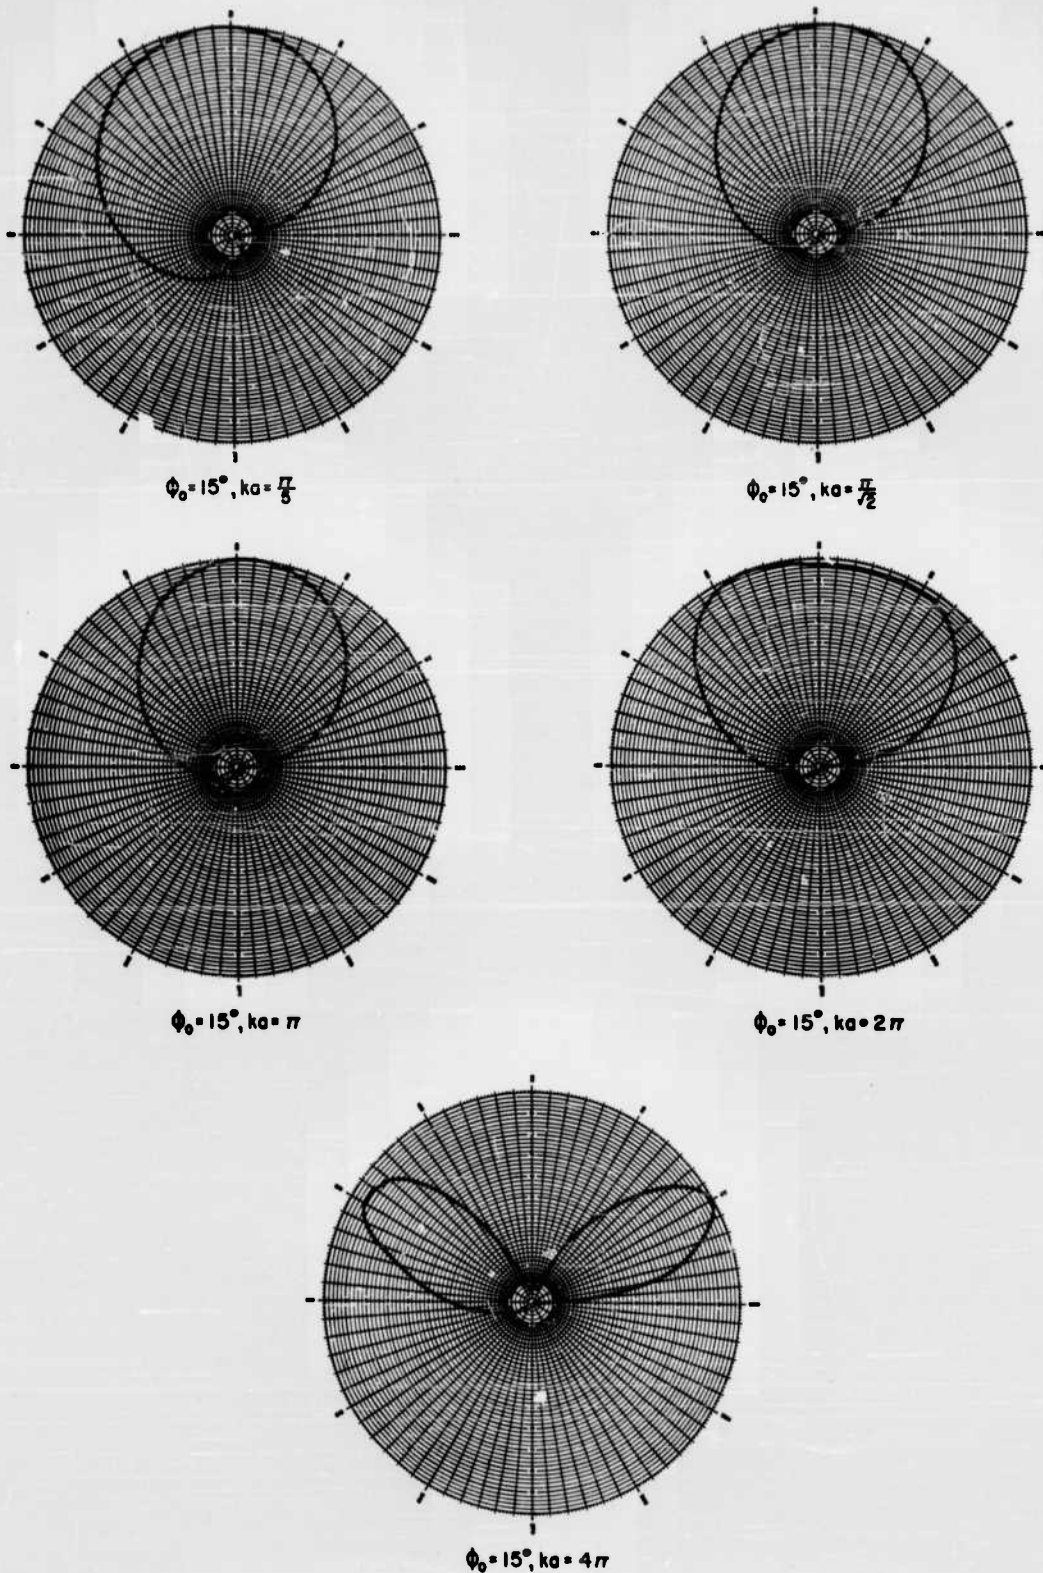 ϕ₀ = 15°, ka = π/5
ϕ₀ = 15°, ka = π/√2
ϕ₀ = 15°, ka = π
ϕ₀ = 15°, ka = 2π
ϕ₀ = 15°, ka = 4π